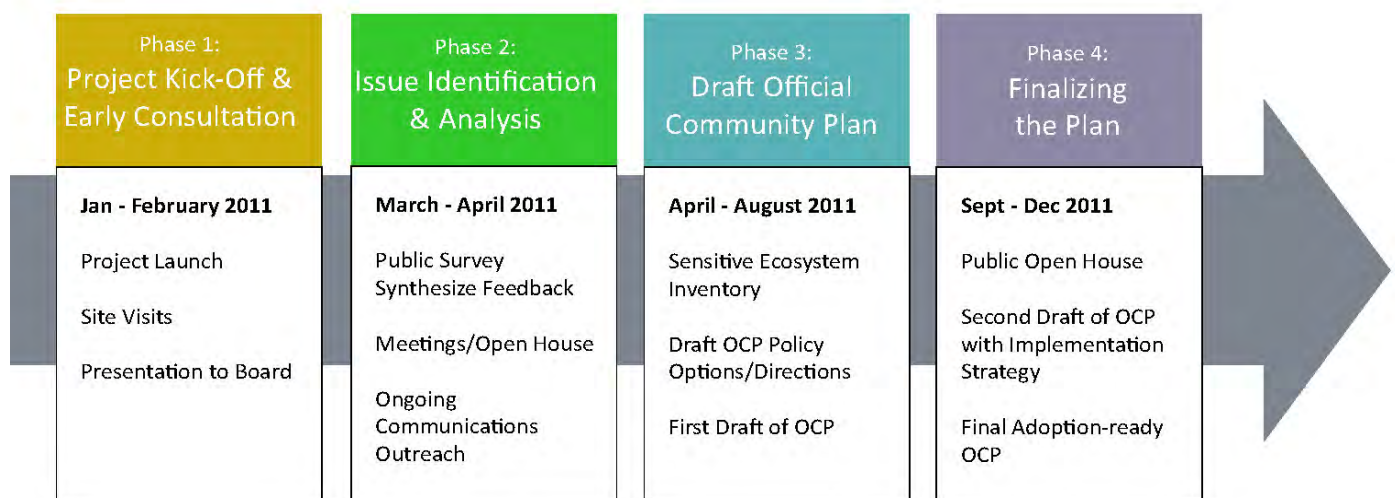 Phase 1:
Project Kick-Off &
Early Consultation
Jan - February 2011
Project Launch
Site Visits
Presentation to Board
Phase 2:
Issue Identification
& Analysis
March - April 2011
Public Survey
Synthesize Feedback
Meetings/Open House
Ongoing
Communications
Outreach
Phase 3:
Draft Official
Community Plan
April - August 2011
Sensitive Ecosystem
Inventory
Draft OCP Policy
Options/Directions
First Draft of OCP
Phase 4:
Finalizing
the Plan
Sept - Dec 2011
Public Open House
Second Draft of OCP
with Implementation
Strategy
Final Adoption-ready
OCP